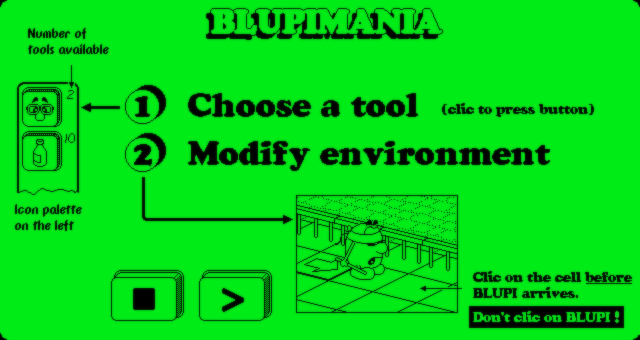 BLUPIMANIA
Number of
tools available
2
10
1 Choose a tool (clic to press button)
2 Modify environment
Icon palette
on the left
Clic on the cell before
BLUPI arrives.
Don't clic on BLUPI !